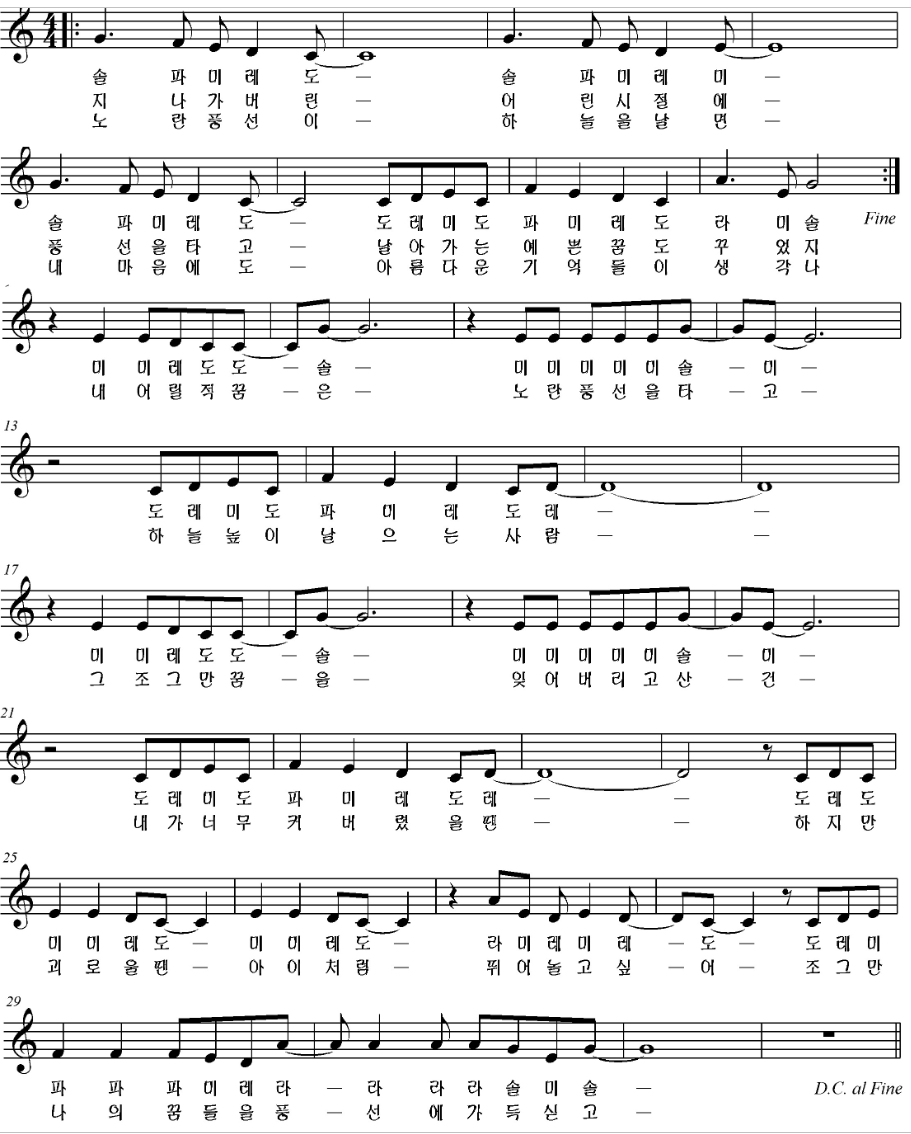 솔 파 미 레 도 — 솔 파 미 레 미 —
지 나 가 버 린 — 어 린 시 절 에 —
노 란 풍 선 이 — 하 늘 을 날 면 —
솔 파 미 레 도 — 도 레 미 도 파 미 레 도 라 미 솔 Fine
풍 선 을 타 고 — 날 아 가 는 예 쁜 꿈 도 꾸 었 지
내 마 음 에 도 — 아 름 다 운 기 억 들 이 생 각 나
미 미 레 도 도 — 솔 — 미 미 미 미 미 솔 — 미 —
내 어 릴 적 꿈 — 은 — 노 란 풍 선 을 타 — 고 —
13
도 레 미 도 파 미 레 도 레 — —
하 늘 높 이 날 으 는 사 람 — —
17
미 미 레 도 도 — 솔 — 미 미 미 미 미 솔 — 미 —
그 조 그 만 꿈 — 을 — 잊 어 버 리 고 산 — 건 —
21
도 레 미 도 파 미 레 도 레 — — 도 레 도
내 가 너 무 커 버 렸 을 땐 — — 하 지 만
25
미 미 레 도 — 미 미 레 도 — 라 미 레 미 레 — 도 — 도 레 미
괴 로 울 땐 — 아 이 처 럼 — 뛰 어 놀 고 싶 — 어 — 조 그 만
29
파 파 파 미 레 라 — 라 라 라 솔 미 솔 — D.C. al Fine
나 의 꿈 들 을 풍 — 선 에 가 득 싣 고 —